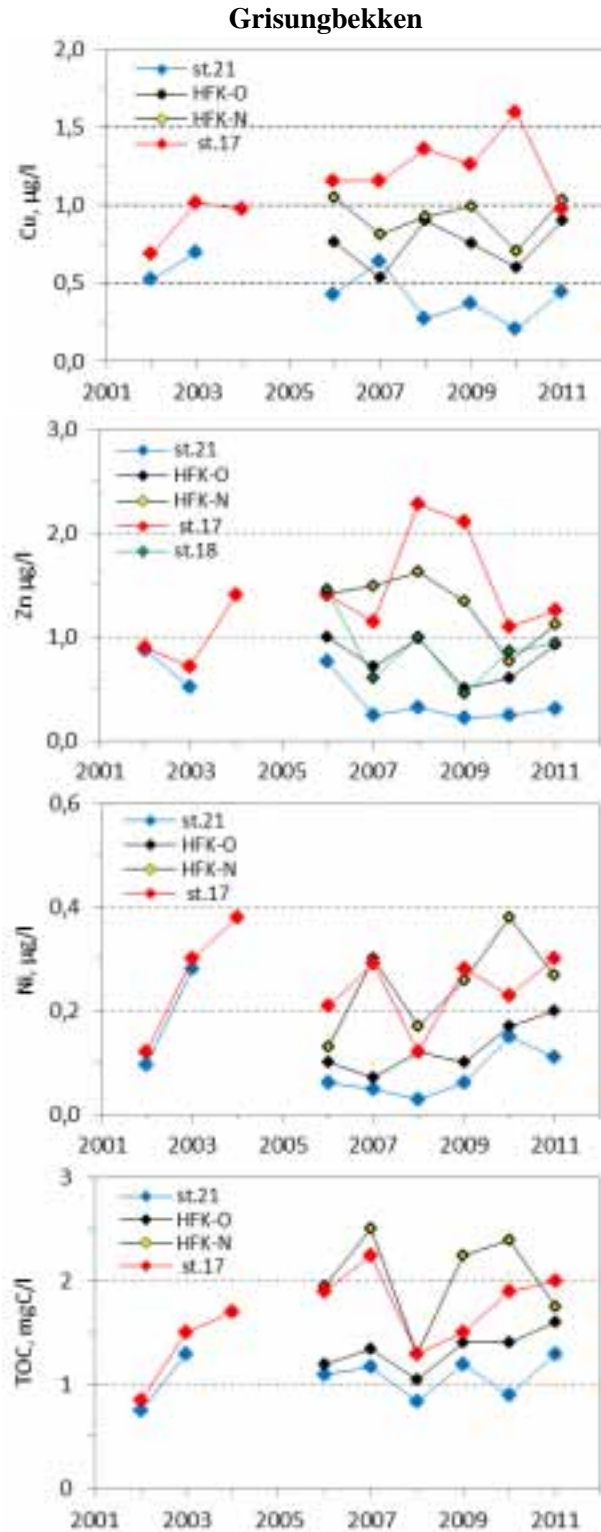 Grisungbekken
2,0
1,5
1,0
0,5
0,0
Cu, µg/l
st.21
HFK-O
HFK-N
st.17
2001 2003 2005 2007 2009 2011
3,0
2,0
1,0
0,0
Zn µg/l
st.21
HFK-O
HFK-N
st.17
st.18
2001 2003 2005 2007 2009 2011
0,6
0,4
0,2
0,0
Ni, µg/l
st.21
HFK-O
HFK-N
st.17
2001 2003 2005 2007 2009 2011
3
2
1
0
TOC, mgC/l
st.21
HFK-O
HFK-N
st.17
2001 2003 2005 2007 2009 2011